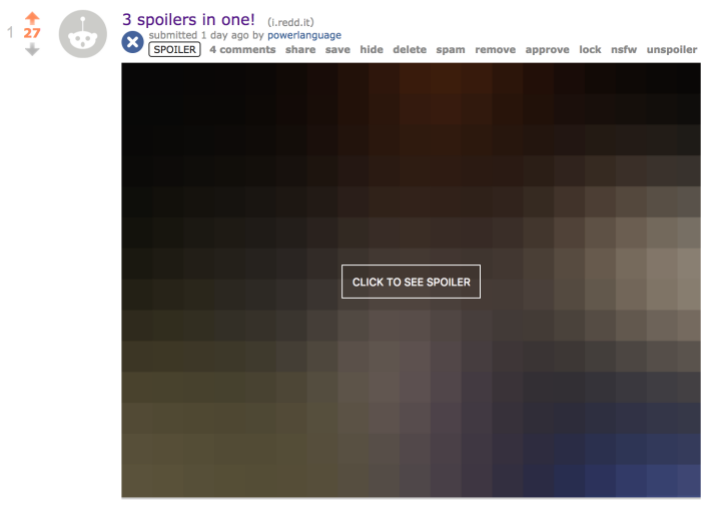 1
27
3 spoilers in one! (i.redd.it)
submitted 1 day ago by powerlanguage
SPOILER 4 comments share save hide delete spam remove approve lock nsfw unspoiler
CLICK TO SEE SPOILER